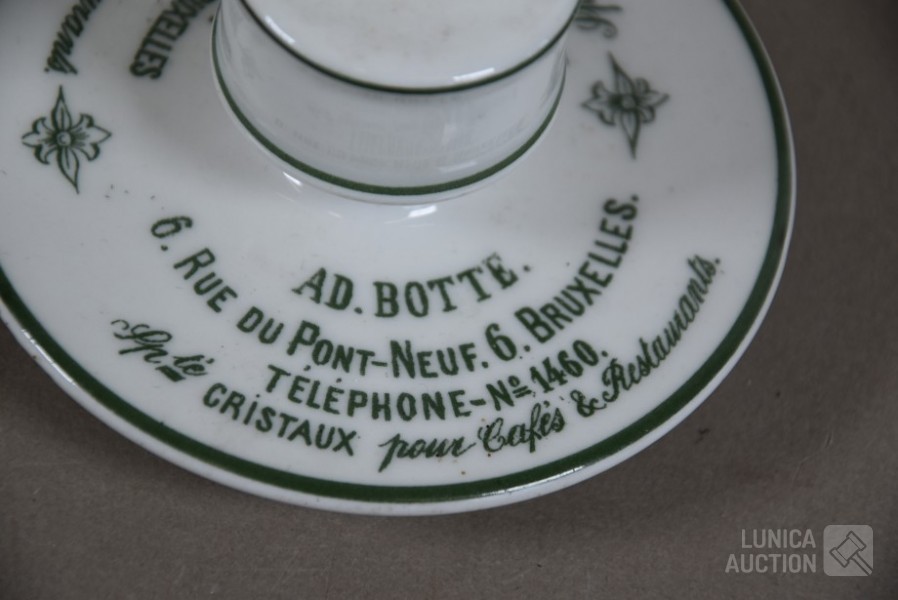 AD. BOTTE.
6. RUE DU PONT-NEUF. 6. BRUXELLES.
TÉLÉPHONE-Nº 1460.
Spté CRISTAUX pour Cafés & Restaurants.
BRUXELLES
LUNICA
AUCTION